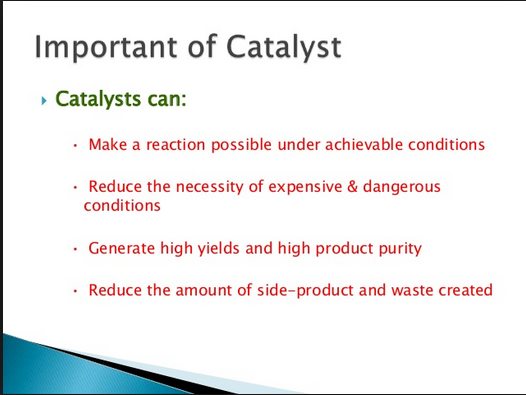 Important of Catalyst
Catalysts can:
• Make a reaction possible under achievable conditions
• Reduce the necessity of expensive & dangerous
conditions
• Generate high yields and high product purity
• Reduce the amount of side-product and waste created